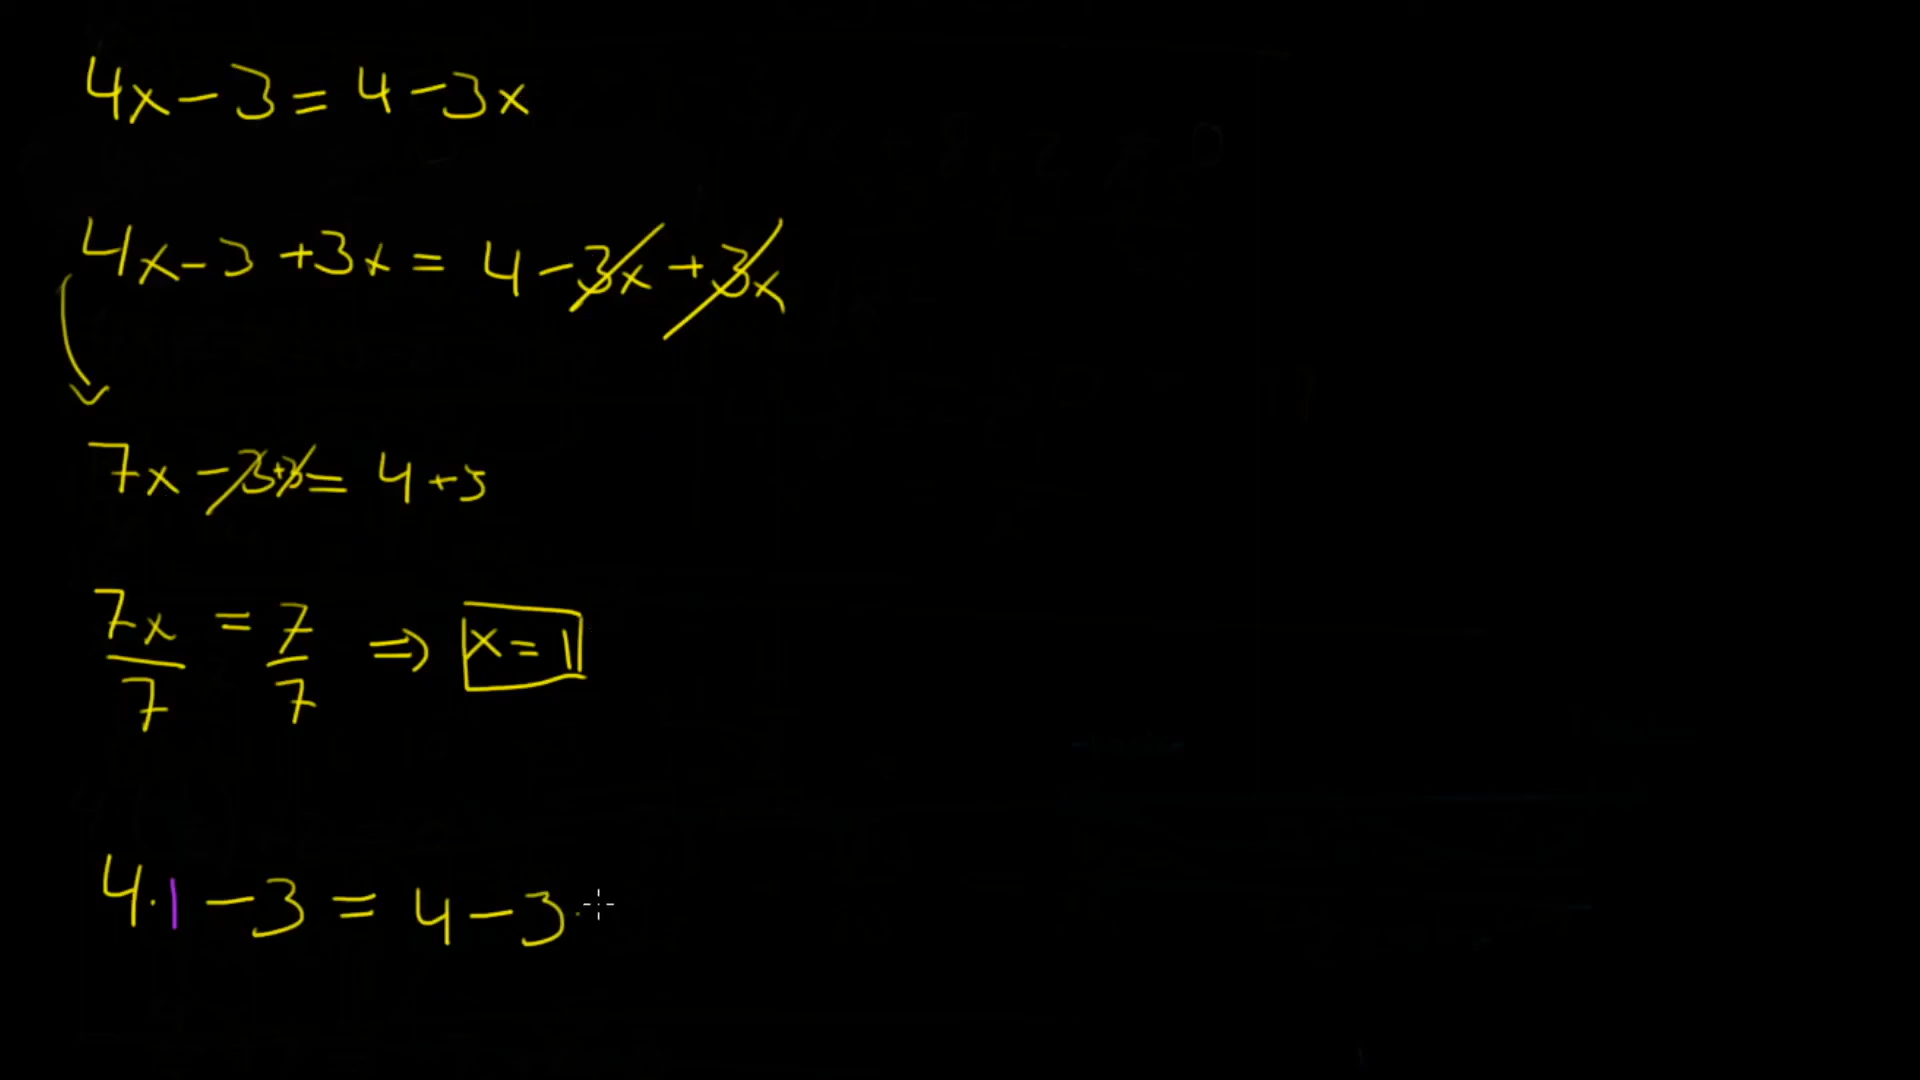 4x - 3 = 4 - 3x
4x - 3 + 3x = 4 - 3x + 3x
7x - 3 + 3 = 4 + 3
7x/7 = 7/7 ⇒ x = 1
4·1 - 3 = 4 - 3·